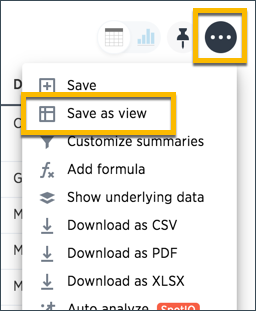 D
Save
Save as view
Customize summaries
Add formula
G
Show underlying data
M
Download as CSV
M
Download as PDF
Download as XLSX
M
Auto analyze SpotIQ